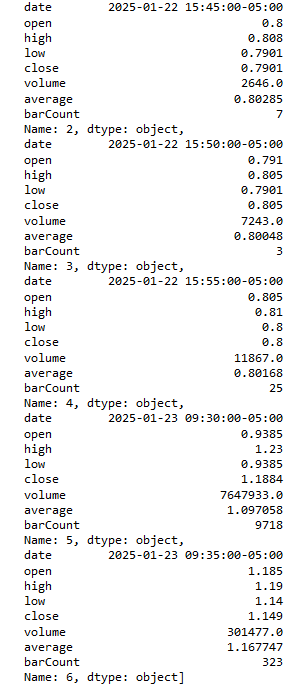 date 2025-01-22 15:45:00-05:00
open 0.8
high 0.808
low 0.7901
close 0.7901
volume 2646.0
average 0.80285
barCount 7
Name: 2, dtype: object,
date 2025-01-22 15:50:00-05:00
open 0.791
high 0.805
low 0.7901
close 0.805
volume 7243.0
average 0.80048
barCount 3
Name: 3, dtype: object,
date 2025-01-22 15:55:00-05:00
open 0.805
high 0.81
low 0.8
close 0.8
volume 11867.0
average 0.80168
barCount 25
Name: 4, dtype: object,
date 2025-01-23 09:30:00-05:00
open 0.9385
high 1.23
low 0.9385
close 1.1884
volume 7647933.0
average 1.097058
barCount 9718
Name: 5, dtype: object,
date 2025-01-23 09:35:00-05:00
open 1.185
high 1.19
low 1.14
close 1.149
volume 301477.0
average 1.167747
barCount 323
Name: 6, dtype: object]